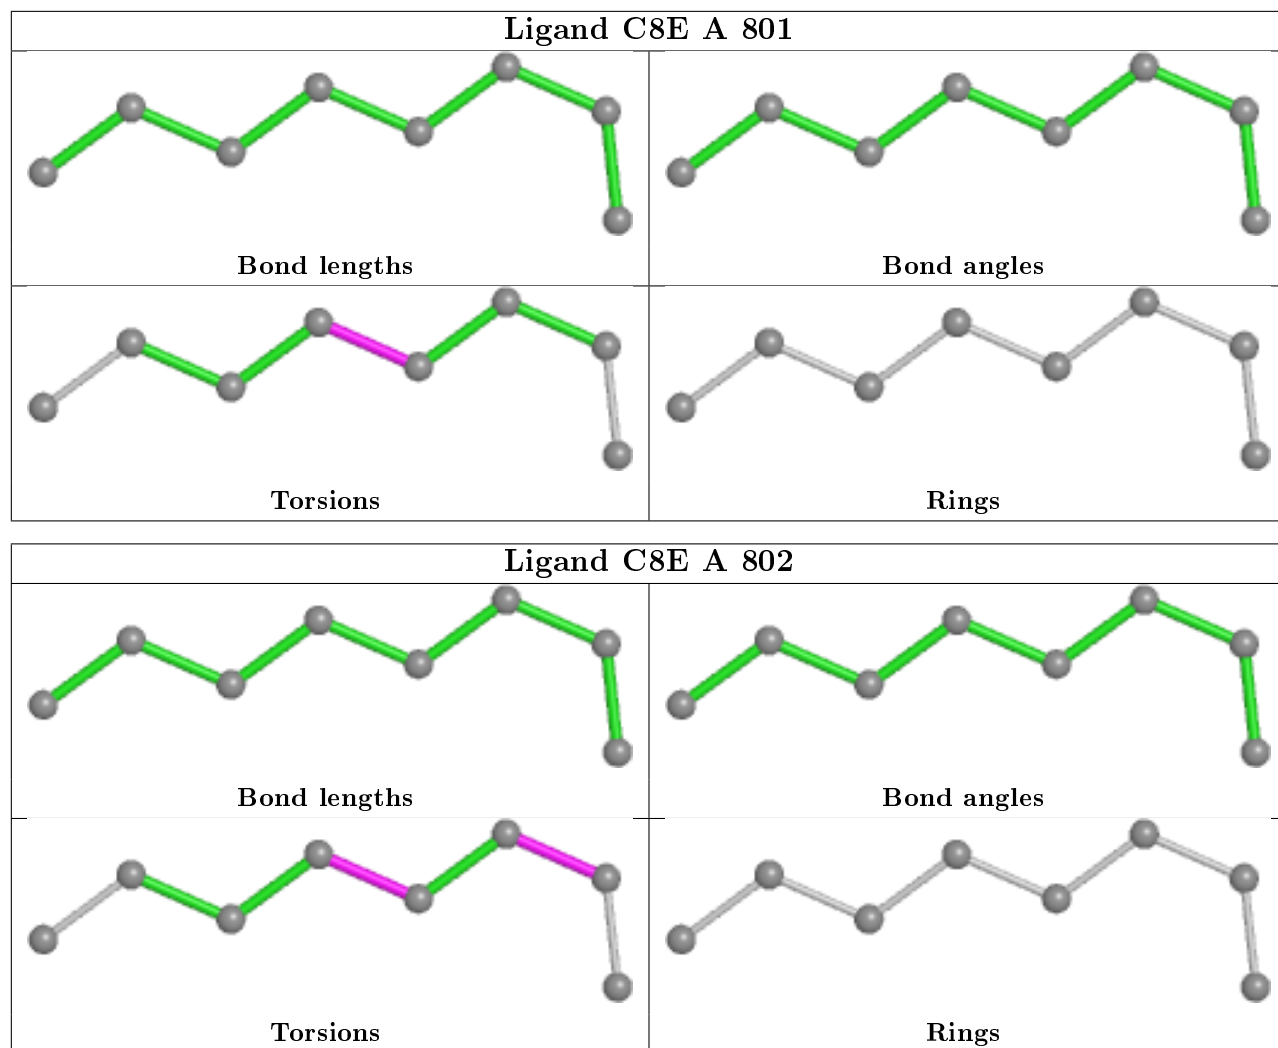 Ligand C8E A 801
Bond lengths
Bond angles
Torsions
Rings
Ligand C8E A 802
Bond lengths
Bond angles
Torsions
Rings